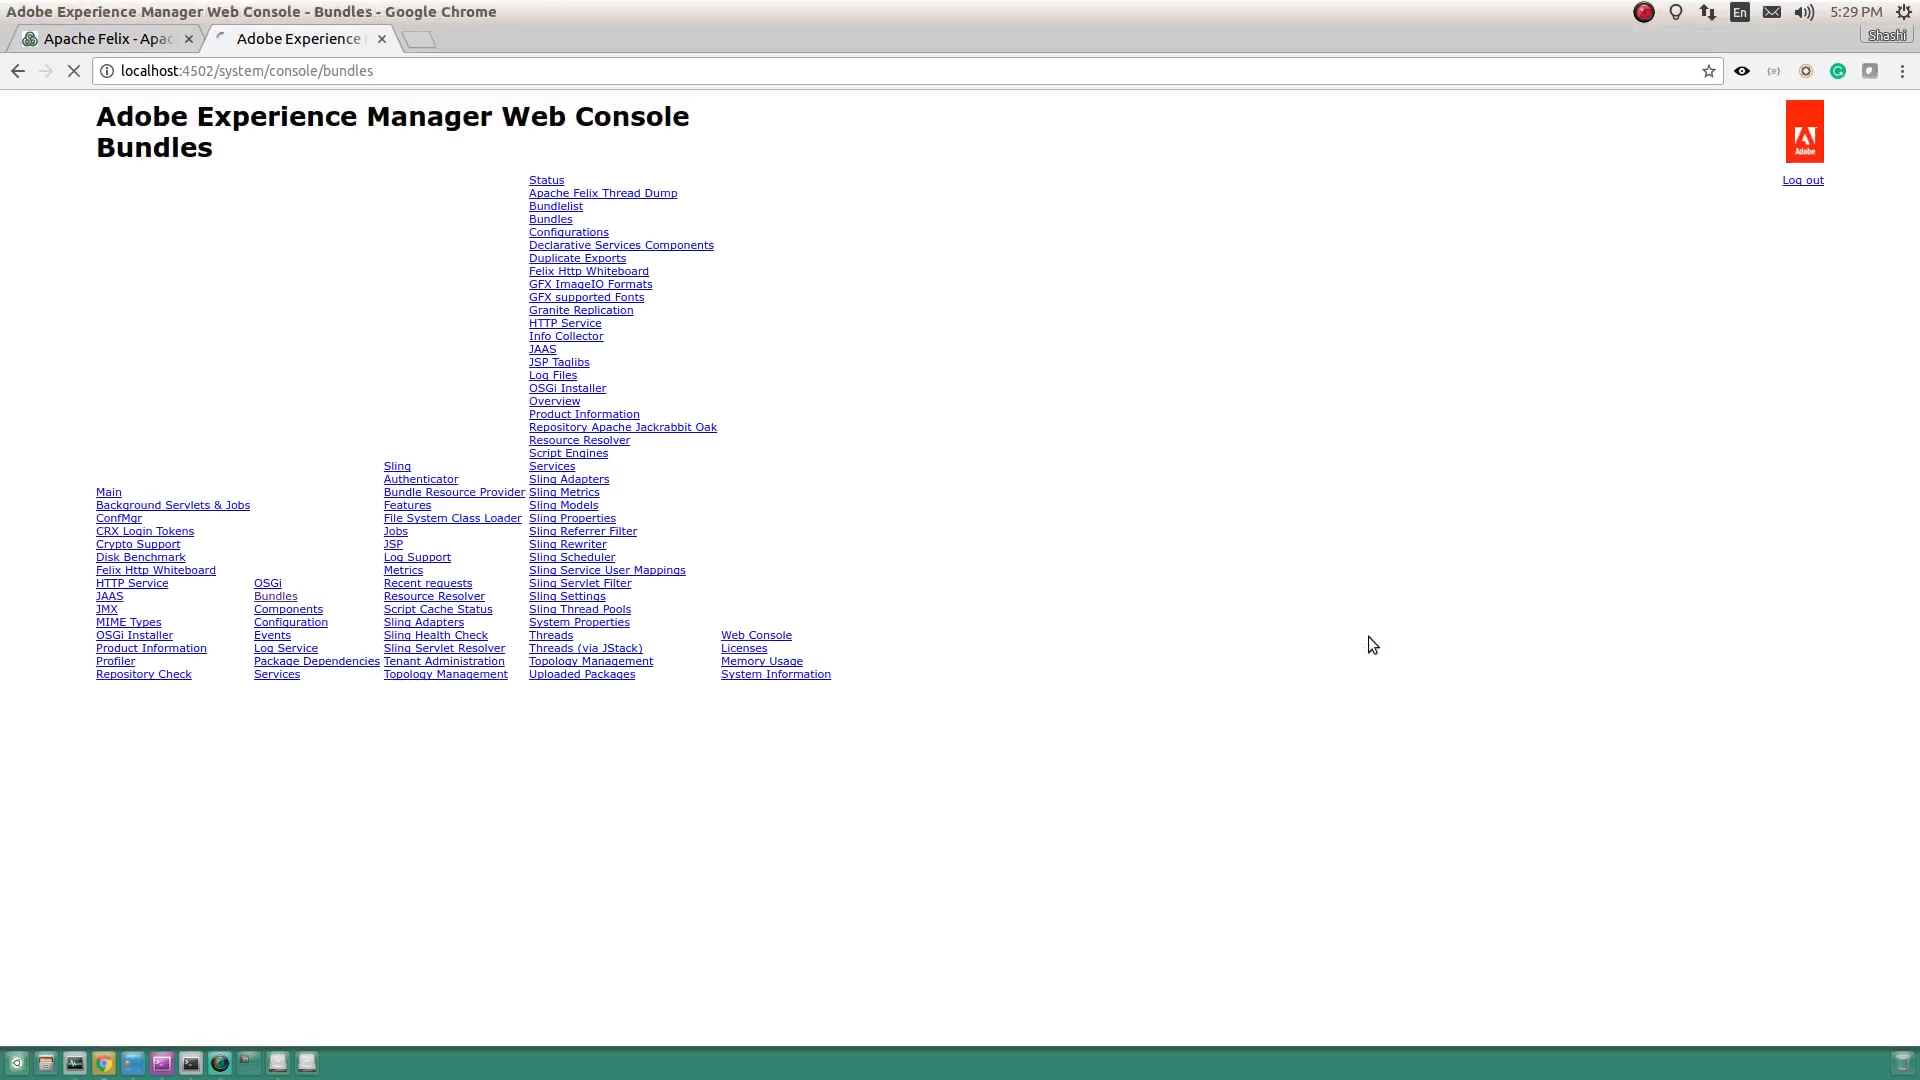 Adobe Experience Manager Web Console - Bundles - Google Chrome
En
5:29 PM
Apache Felix - Apac
Adobe Experience
Shashi
localhost:4502/system/console/bundles
Adobe Experience Manager Web Console
Bundles
Adobe
Log out
Main
Background Servlets & Jobs
ConfMgr
CRX Login Tokens
Crypto Support
Disk Benchmark
Felix Http Whiteboard
HTTP Service
JAAS
JMX
MIME Types
OSGi Installer
Product Information
Profiler
Repository Check
OSGi
Bundles
Components
Configuration
Events
Log Service
Package Dependencies
Services
Sling
Authenticator
Bundle Resource Provider
Features
File System Class Loader
Jobs
JSP
Log Support
Metrics
Recent requests
Resource Resolver
Script Cache Status
Sling Adapters
Sling Health Check
Sling Servlet Resolver
Tenant Administration
Topology Management
Status
Apache Felix Thread Dump
Bundlelist
Bundles
Configurations
Declarative Services Components
Duplicate Exports
Felix Http Whiteboard
GFX ImageIO Formats
GFX supported Fonts
Granite Replication
HTTP Service
Info Collector
JAAS
JSP Taglibs
Log Files
OSGi Installer
Overview
Product Information
Repository Apache Jackrabbit Oak
Resource Resolver
Script Engines
Services
Sling Adapters
Sling Metrics
Sling Models
Sling Properties
Sling Referrer Filter
Sling Rewriter
Sling Scheduler
Sling Service User Mappings
Sling Servlet Filter
Sling Settings
Sling Thread Pools
System Properties
Threads
Threads (via JStack)
Topology Management
Uploaded Packages
Web Console
Licenses
Memory Usage
System Information